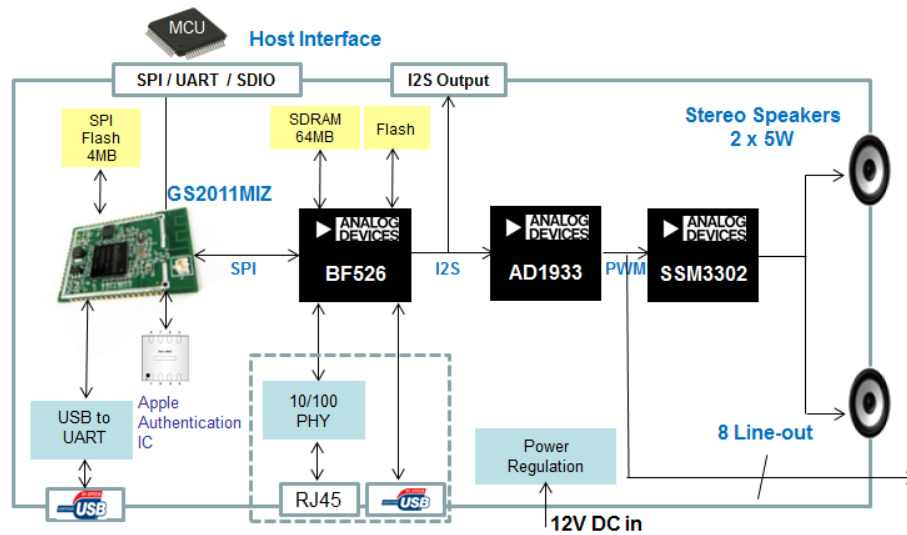 MCU
Host Interface
SPI / UART / SDIO
I2S Output
SPI
Flash
4MB
SDRAM
64MB
Flash
Stereo Speakers
2 x 5W
GS2011MIZ
ANALOG
DEVICES
BF526
ANALOG
DEVICES
AD1933
ANALOG
DEVICES
SSM3302
SPI
I2S
PWM
USB to
UART
Apple
Authentication
IC
10/100
PHY
Power
Regulation
8 Line-out
USB
RJ45
USB
12V DC in